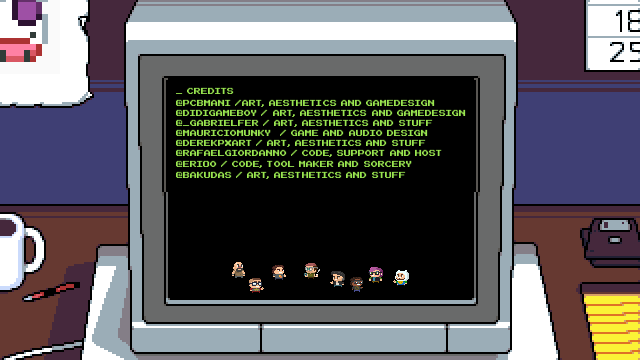 _ CREDITS
@PCBMANI /ART, AESTHETICS AND GAMEDESIGN
@DIDIGAMEBOY / ART, AESTHETICS AND GAMEDESIGN
@_GABRIELFER / ART, AESTHETICS AND STUFF
@MAURICIOMUNKY / GAME AND AUDIO DESIGN
@DEREKPXART / ART, AESTHETICS AND STUFF
@RAFAELGIORDANNO / CODE, SUPPORT AND HOST
@ERIDO / CODE, TOOL MAKER AND SORCERY
@BAKUDAS / ART, AESTHETICS AND STUFF
18
25